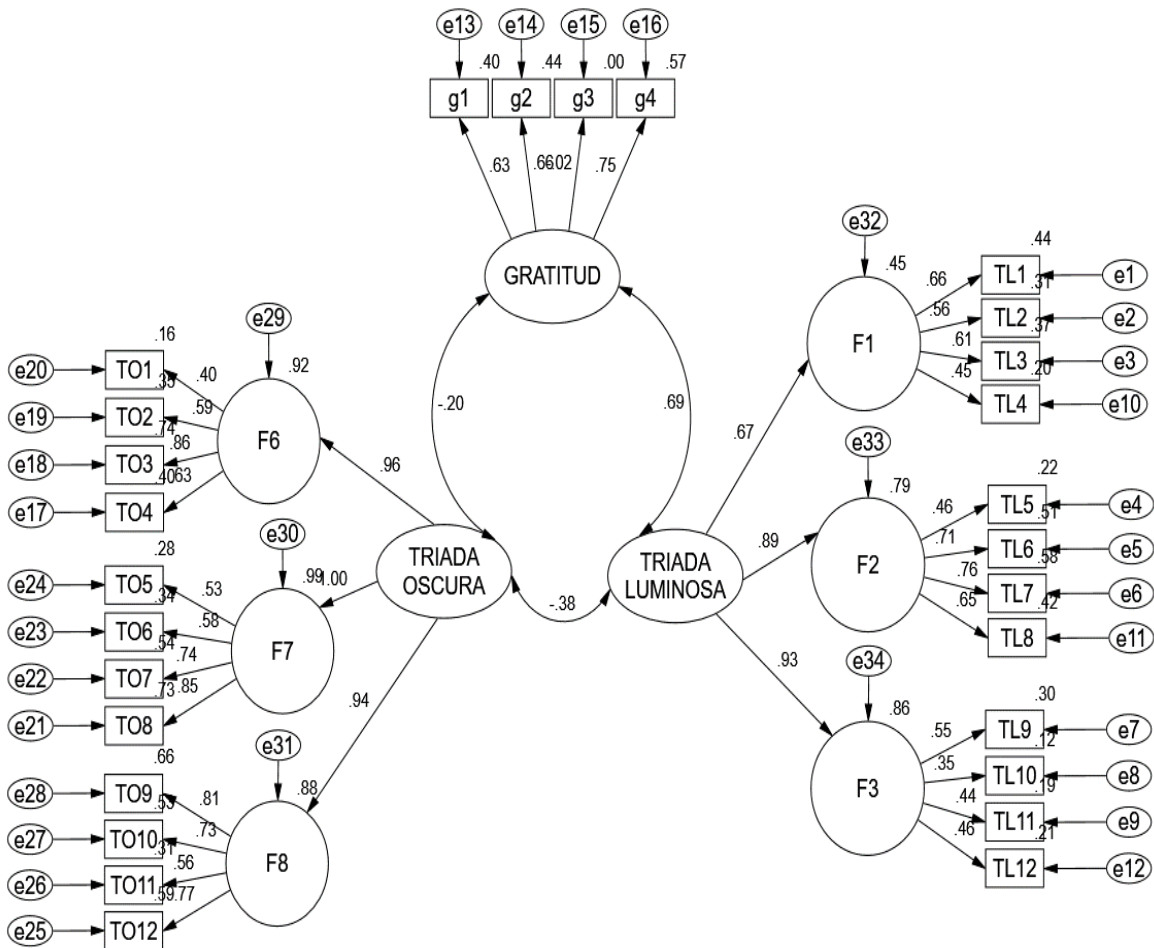 e13 e14 e15 e16
.40 .44 .00 .57
g1 g2 g3 g4
.63 .66 -.02 .75
GRATITUD
-.20 .69
e32
.45
F1
.66 .56 .61 .45
.44
TL1 e1
.31
TL2 e2
.37
TL3 e3
.20
TL4 e10
.67
e33
.79
F2
.46 .71 .76 .65
.22
TL5 e4
.51
TL6 e5
.58
TL7 e6
.42
TL8 e11
.89
e34
.86
F3
.55 .35 .44 .46
.30
TL9 e7
.12
TL10 e8
.19
TL11 e9
.21
TL12 e12
.93
TRIADA
LUMINOSA
-.38
TRIADA
OSCURA
e29
.92
F6
.96
.16
e20 TO1 .40
.35
e19 TO2 .59
.74
e18 TO3 .86
.40 .63
e17 TO4
e30
.99 1.00
F7
.28
e24 TO5 .53
.34
e23 TO6 .58
.54
e22 TO7 .74
.73 .85
e21 TO8
e31
.88
F8
.94
.66
e28 TO9 .81
.53
e27 TO10 .73
.31
e26 TO11 .56
.59 .77
e25 TO12